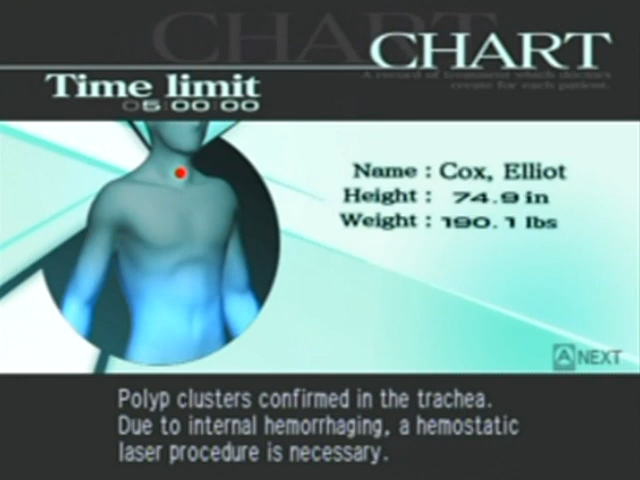 CHART
CHART
A record of treatment which doctors
create for each patient.
Time limit
05:00:00
Name : Cox, Elliot
Height : 74.9 in
Weight : 190.1 lbs
A NEXT
Polyp clusters confirmed in the trachea.
Due to internal hemorrhaging, a hemostatic
laser procedure is necessary.